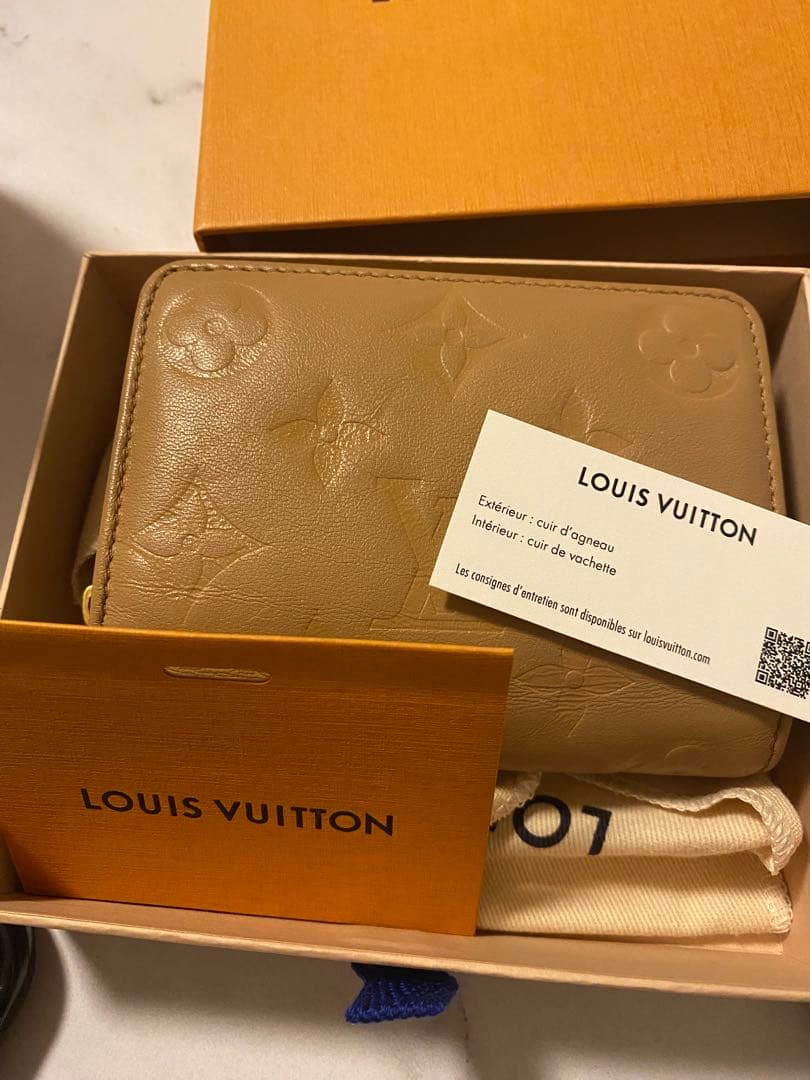 LOUIS VUITTON
Extérieur : cuir d'agneau
Intérieur : cuir de vachette
Les consignes d'entretien sont disponibles sur louisvuitton.com
LV
LOUIS VUITTON
LO